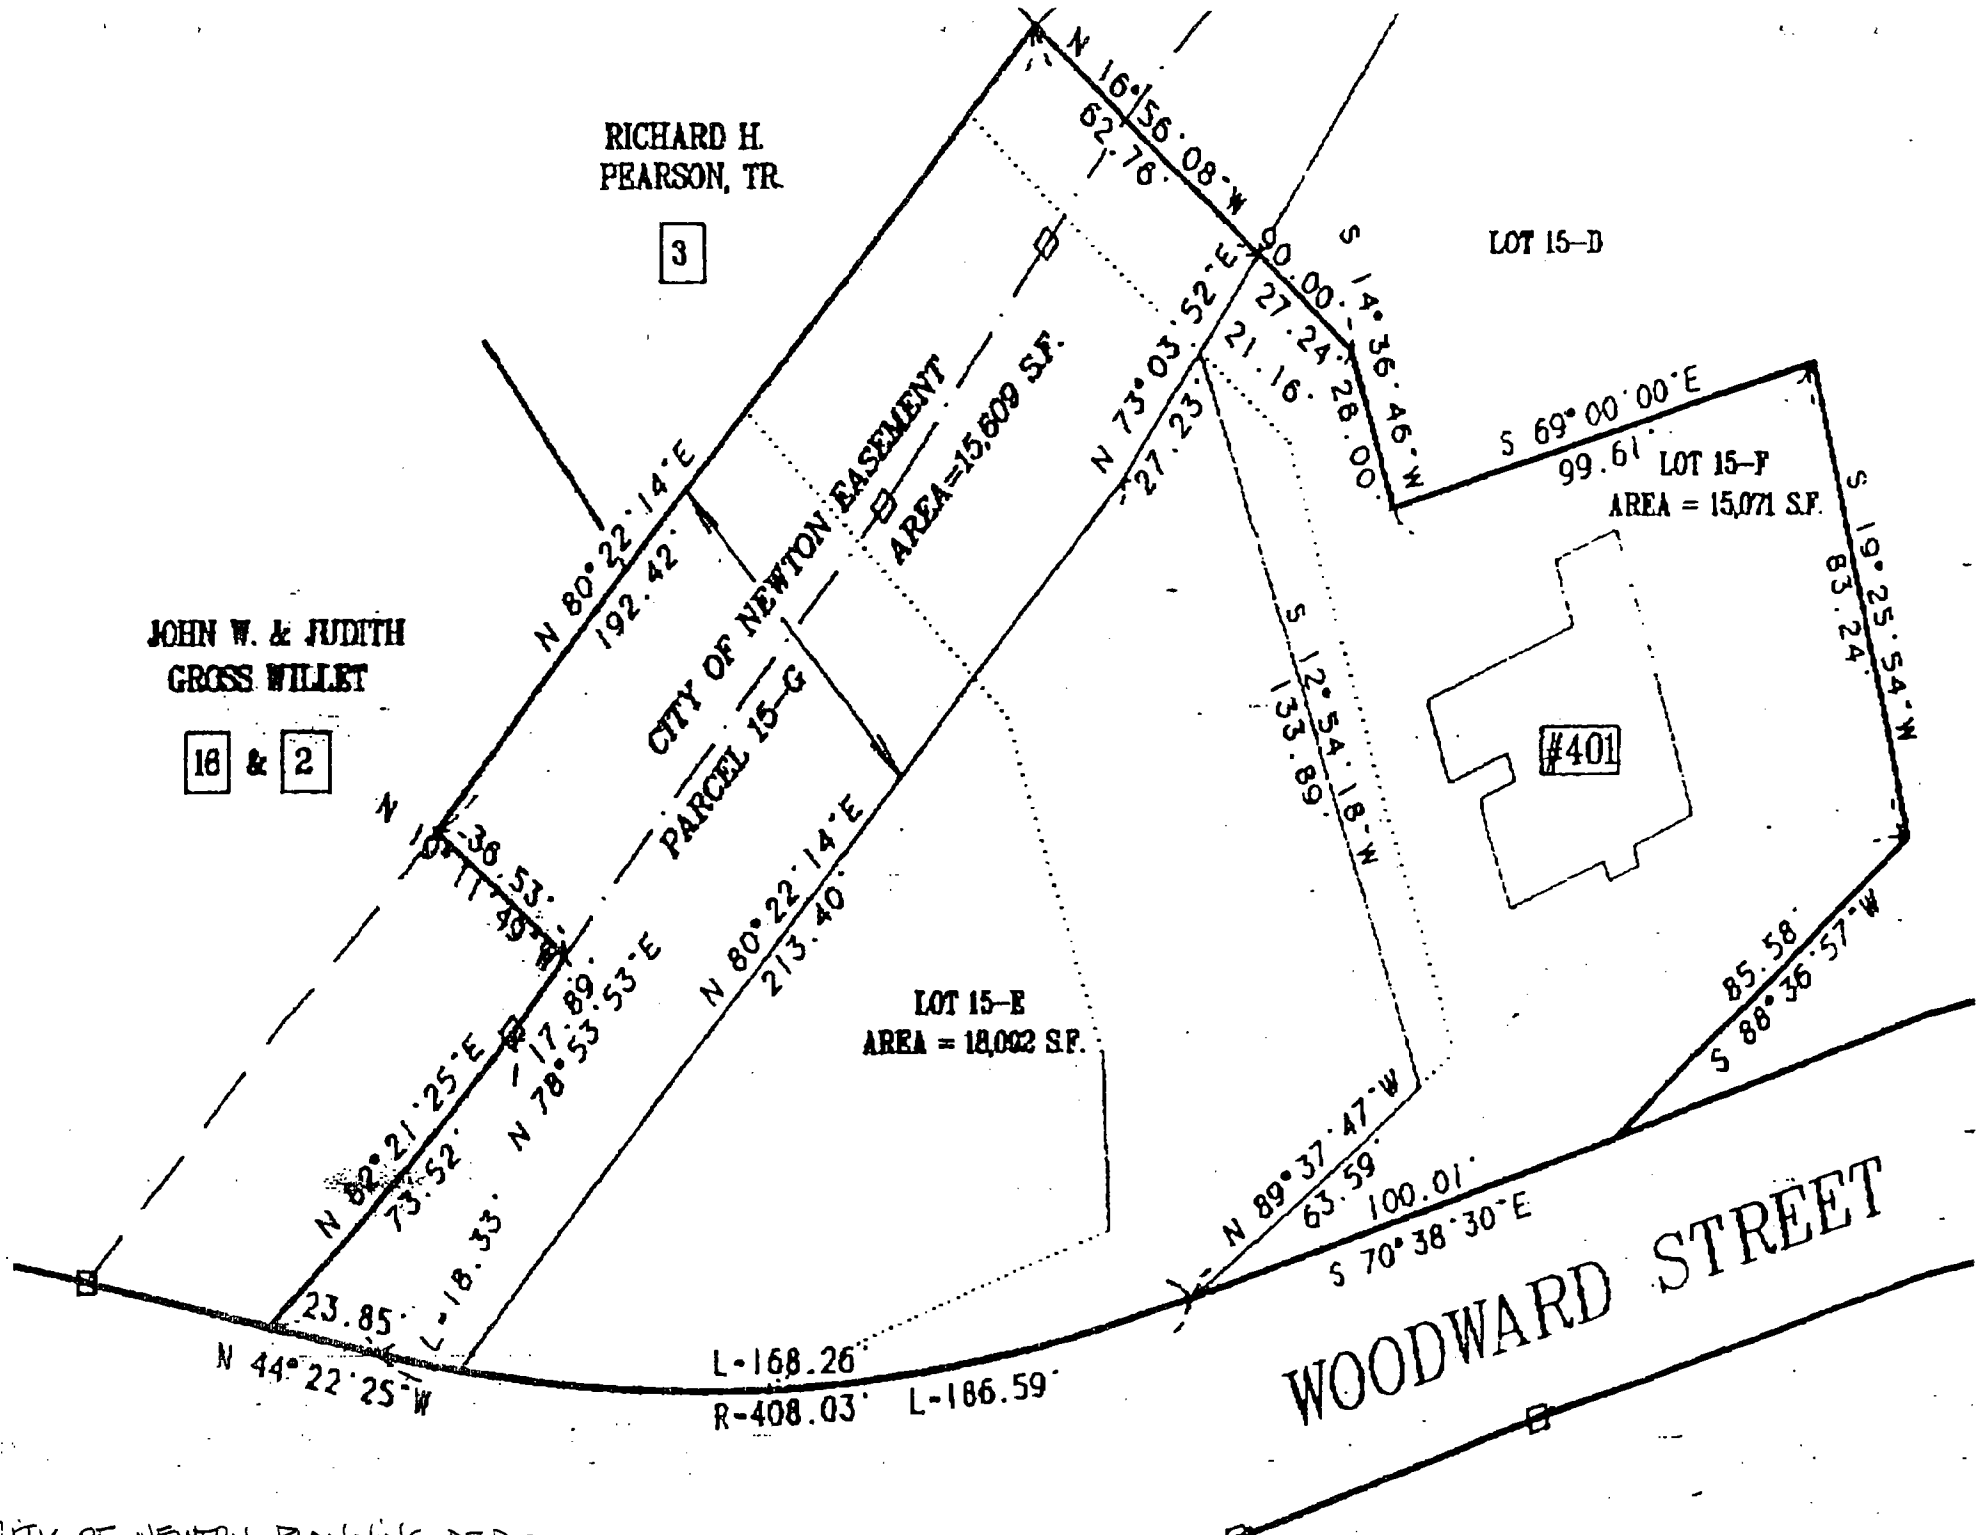 N 16°56'08"W
62.76'
RICHARD H.
PEARSON, TR.
3
90.00'
27.24'
21.16'
S 14°36'46"W
28.00'
LOT 15-D
S 69°00'00"E
99.61'
LOT 15-F
AREA = 15,071 S.F.
S 19°25'54"W
83.24'
N 73°03'52"E
27.23'
CITY OF NEWTON EASEMENT
AREA=15,609 S.F.
PARCEL 15-G
N 80°22'14"E
192.42'
JOHN W. & JUDITH
GROSS WILLET
16 & 2
36.53'
S 12°54'18"W
133.89'
#401
N 80°22'14"E
213.40'
17.89'
N 78°53'53"E
LOT 15-E
AREA = 18,092 S.F.
85.58'
S 88°36'57"W
N 82°21'25"E
73.52'
N 89°37'47"W
63.59'
100.01'
S 70°38'30"E
WOODWARD STREET
23.85'
L=18.33'
N 44°22'25"W
L=168.26'
R=408.03'
L=186.59'